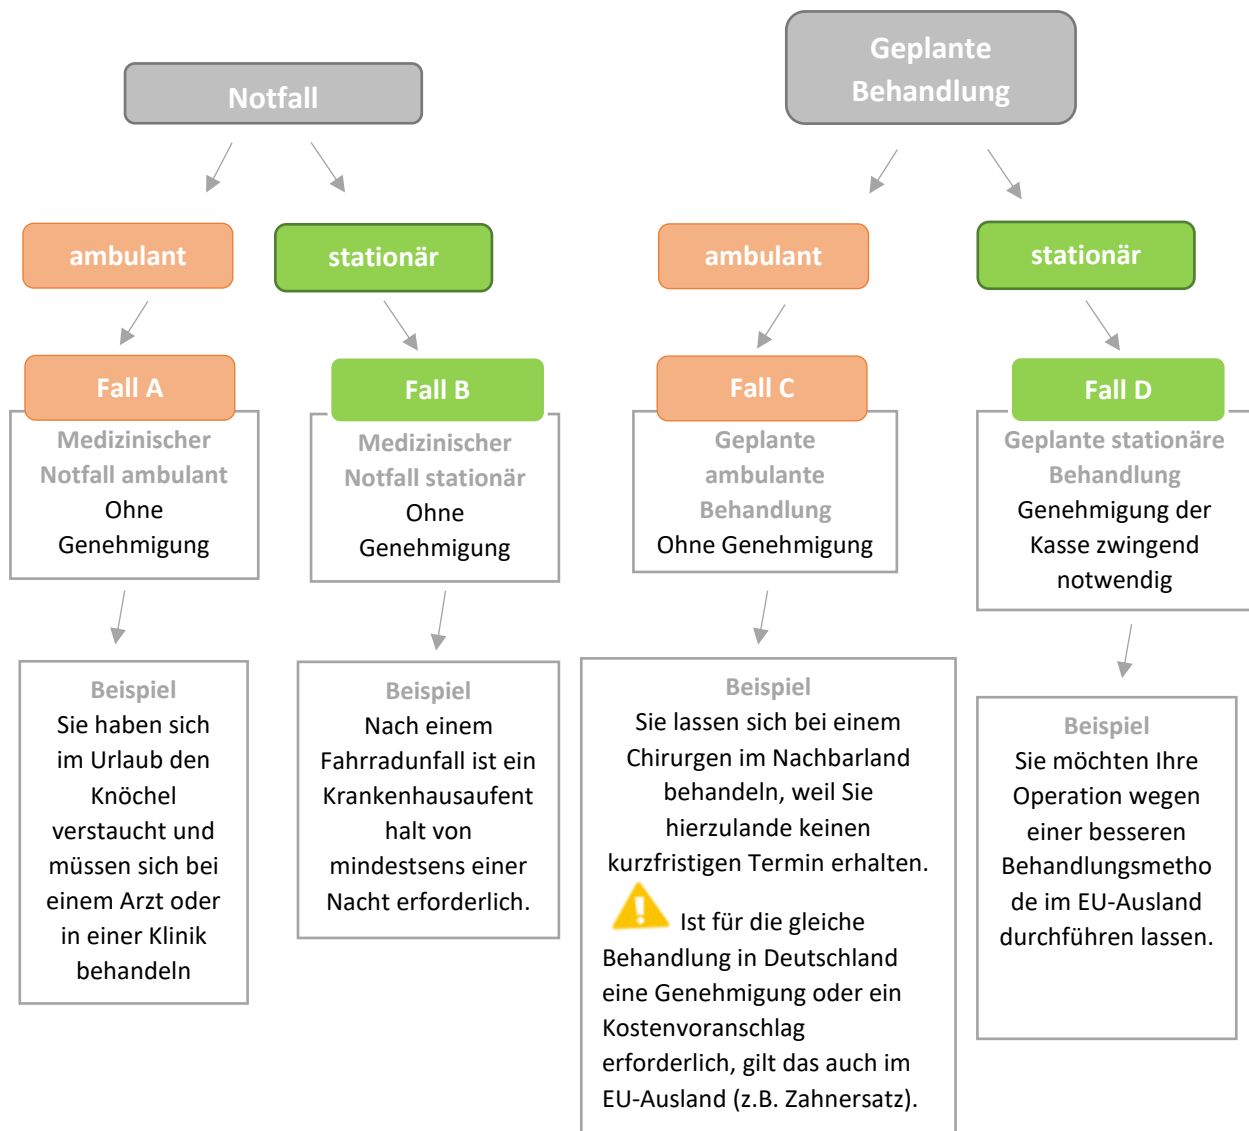 Notfall
Geplante
Behandlung
ambulant
stationär
ambulant
stationär
Fall A
Medizinischer
Notfall ambulant
Ohne
Genehmigung
Fall B
Medizinischer
Notfall stationär
Ohne
Genehmigung
Fall C
Geplante
ambulante
Behandlung
Ohne Genehmigung
Fall D
Geplante stationäre
Behandlung
Genehmigung der
Kasse zwingend
notwendig
Beispiel
Sie haben sich
im Urlaub den
Knöchel
verstaucht und
müssen sich bei
einem Arzt oder
in einer Klinik
behandeln
Beispiel
Nach einem
Fahrradunfall ist ein
Krankenhausaufent
halt von
mindestsens einer
Nacht erforderlich.
Beispiel
Sie lassen sich bei einem
Chirurgen im Nachbarland
behandeln, weil Sie
hierzulande keinen
kurzfristigen Termin erhalten.
Ist für die gleiche
Behandlung in Deutschland
eine Genehmigung oder ein
Kostenvoranschlag
erforderlich, gilt das auch im
EU-Ausland (z.B. Zahnersatz).
Beispiel
Sie möchten Ihre
Operation wegen
einer besseren
Behandlungsmetho
de im EU-Ausland
durchführen lassen.